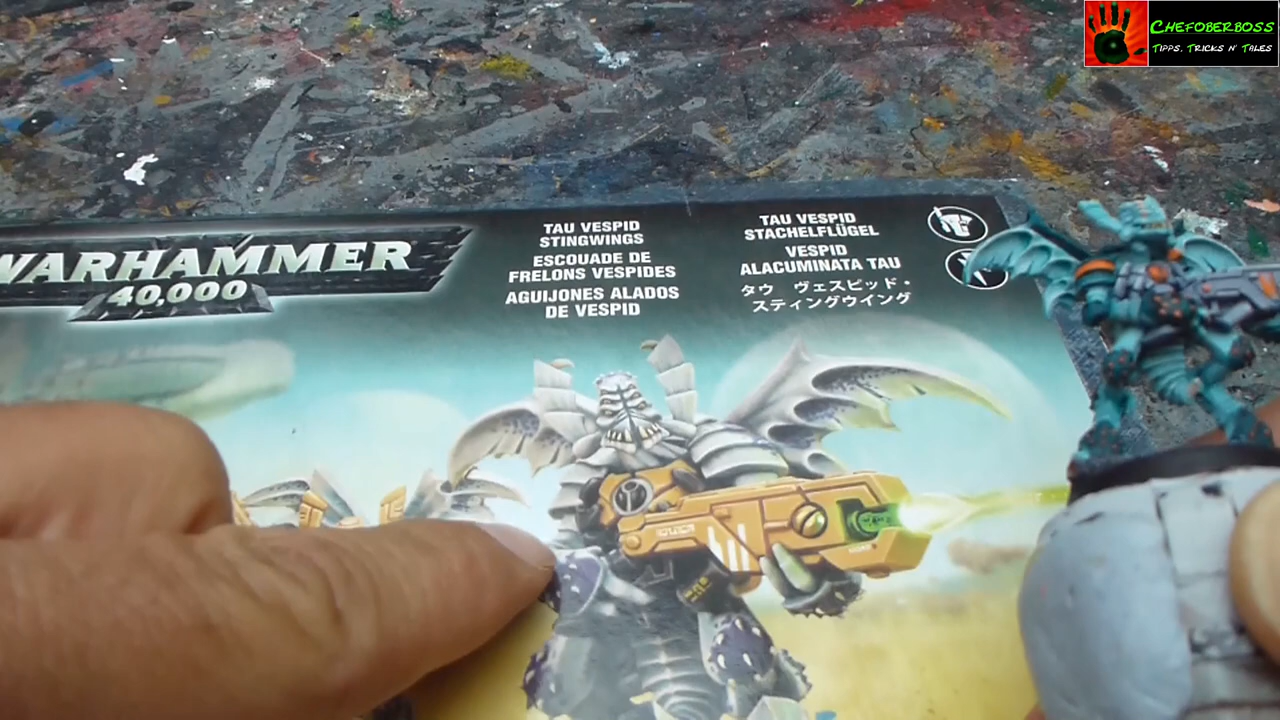 CHEFOBERBOSS
TIPPS, TRICKS N' TALES
WARHAMMER
40,000
TAU VESPID
STINGWINGS
ESCOUADE DE
FRELONS VESPIDES
AGUIJONES ALADOS
DE VESPID
TAU VESPID
STACHELFLÜGEL
VESPID
ALACUMINATA TAU
タウ ヴェスピッド・
スティングウイング